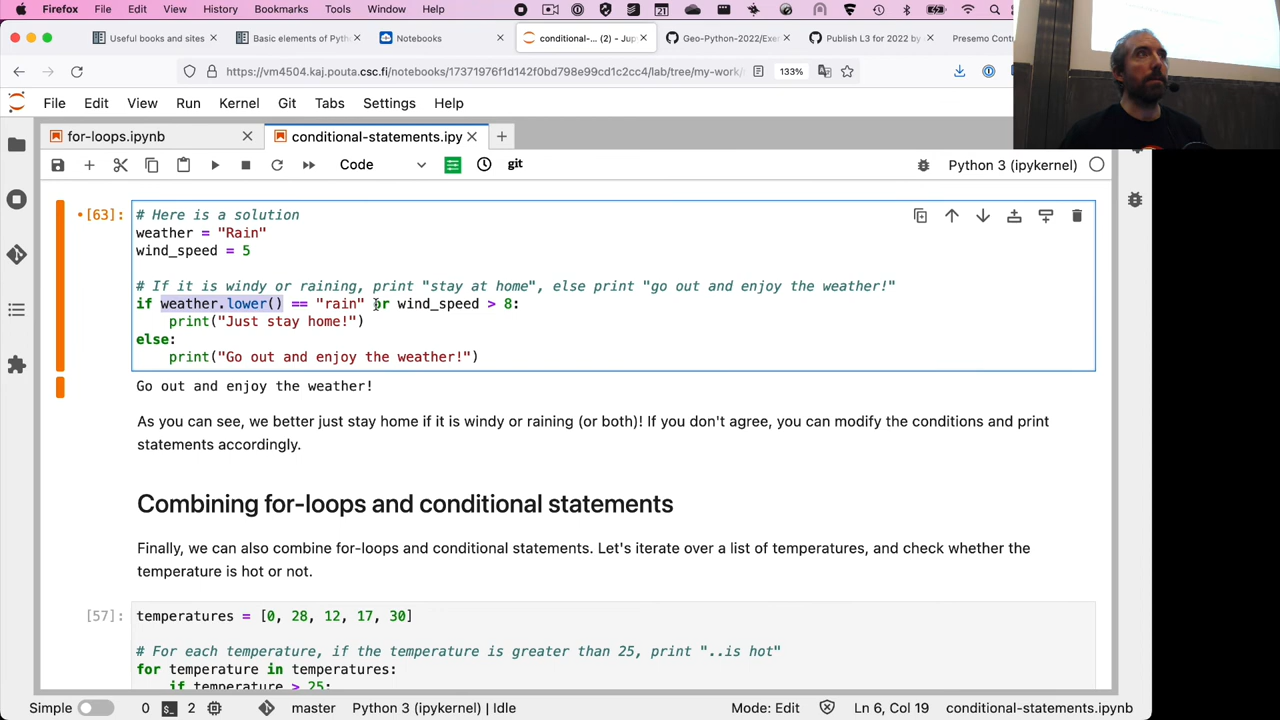 Firefox File Edit View History Bookmarks Tools Window Help
Useful books and sites
Basic elements of Pyth
Notebooks
conditional-... (2) - Jup
Geo-Python-2022/Exer
Publish L3 for 2022 by
Presemo Cont
https://vm4504.kaj.pouta.csc.fi/notebooks/17371976f1d142f0bd798e99cd1c2cc4/lab/tree/my-work/
133%
File Edit View Run Kernel Git Tabs Settings Help
for-loops.ipynb
conditional-statements.ipy
Code
git
Python 3 (ipykernel)
[63]:
# Here is a solution
weather = "Rain"
wind_speed = 5
# If it is windy or raining, print "stay at home", else print "go out and enjoy the weather!"
if weather.lower() == "rain" or wind_speed > 8:
print("Just stay home!")
else:
print("Go out and enjoy the weather!")
Go out and enjoy the weather!
As you can see, we better just stay home if it is windy or raining (or both)! If you don't agree, you can modify the conditions and print
statements accordingly.
Combining for-loops and conditional statements
Finally, we can also combine for-loops and conditional statements. Let's iterate over a list of temperatures, and check whether the
temperature is hot or not.
[57]:
temperatures = [0, 28, 12, 17, 30]
# For each temperature, if the temperature is greater than 25, print "..is hot"
for temperature in temperatures:
if temperature > 25:
Simple 0 2 master Python 3 (ipykernel) | Idle Mode: Edit Ln 6, Col 19 conditional-statements.ipynb